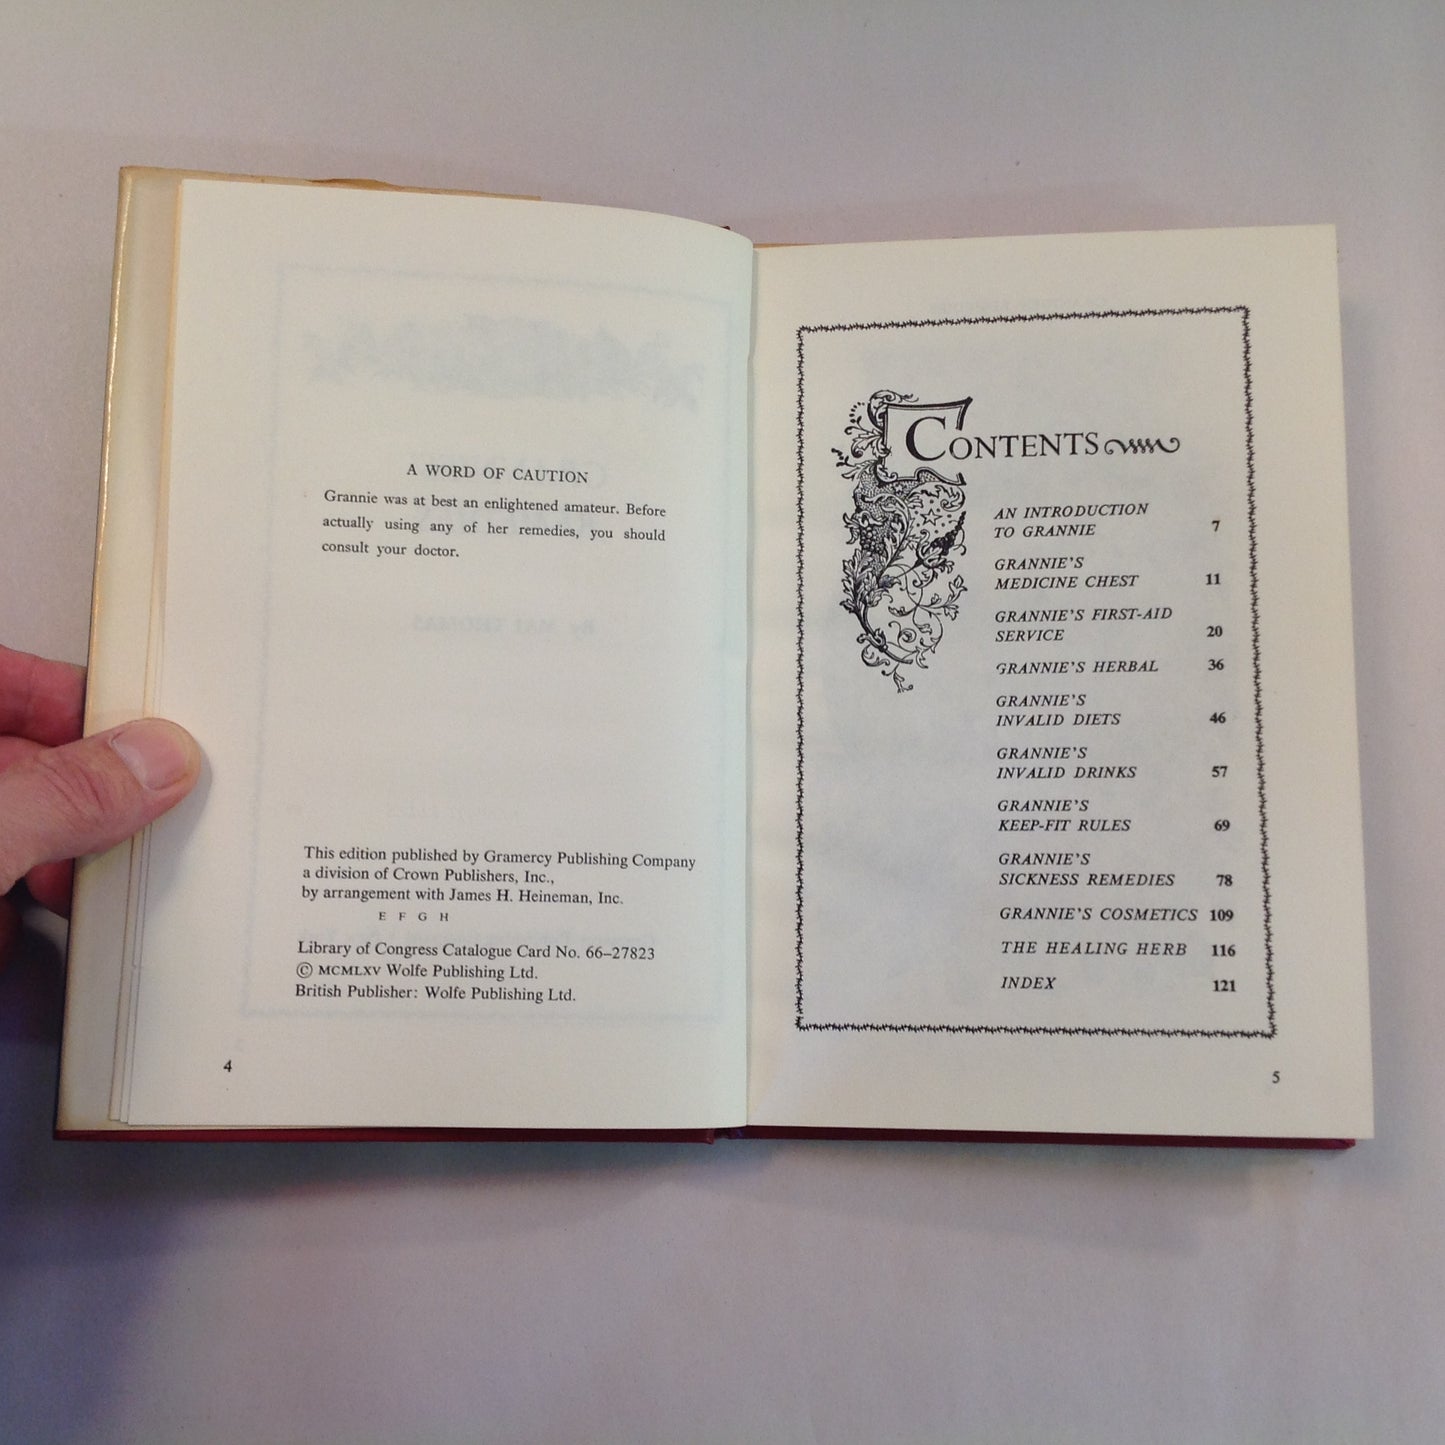 A WORD OF CAUTION
Grannie was at best an enlightened amateur. Before
actually using any of her remedies, you should
consult your doctor.
This edition published by Gramercy Publishing Company
a division of Crown Publishers, Inc.,
by arrangement with James H. Heineman, Inc.
E F G H
Library of Congress Catalogue Card No. 66-27823
© MCMLXV Wolfe Publishing Ltd.
British Publisher: Wolfe Publishing Ltd.
4
CONTENTS
AN INTRODUCTION
TO GRANNIE 7
GRANNIE'S
MEDICINE CHEST 11
GRANNIE'S FIRST-AID
SERVICE 20
GRANNIE'S HERBAL 36
GRANNIE'S
INVALID DIETS 46
GRANNIE'S
INVALID DRINKS 57
GRANNIE'S
KEEP-FIT RULES 69
GRANNIE'S
SICKNESS REMEDIES 78
GRANNIE'S COSMETICS 109
THE HEALING HERB 116
INDEX 121
5